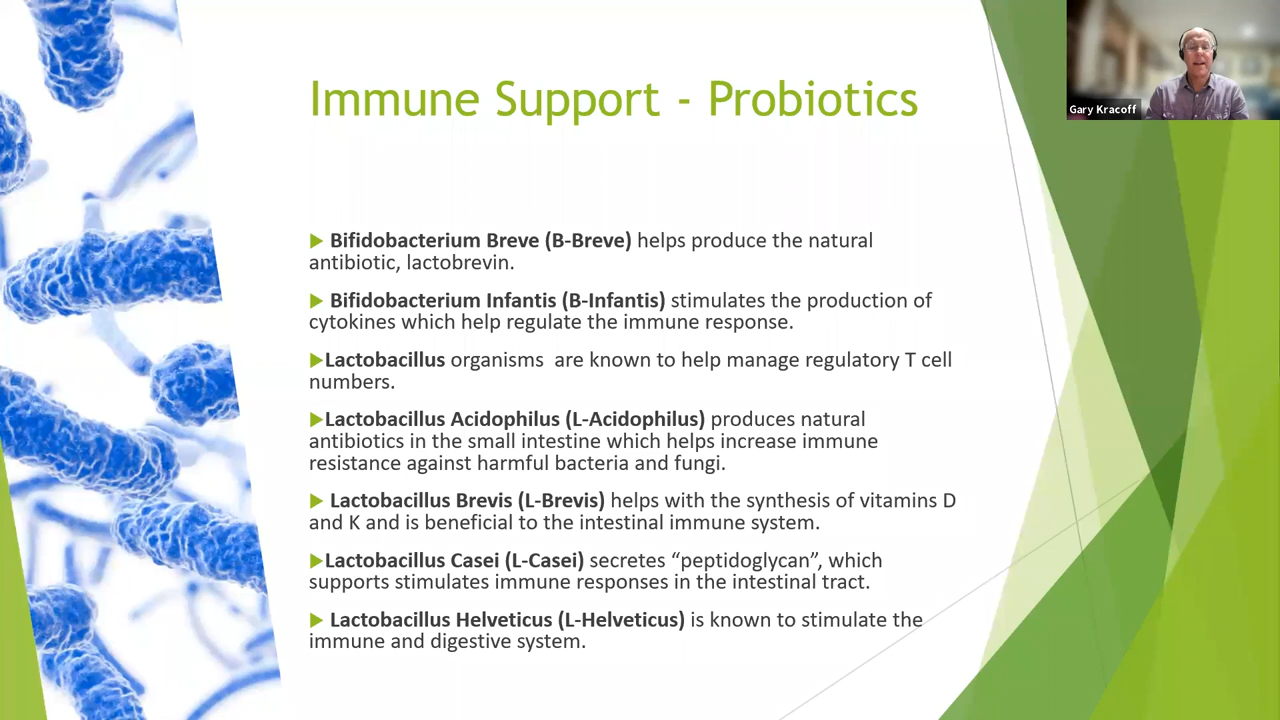 Immune Support - Probiotics
Gary Kracoff
Bifidobacterium Breve (B-Breve) helps produce the natural
antibiotic, lactobrevin.
Bifidobacterium Infantis (B-Infantis) stimulates the production of
cytokines which help regulate the immune response.
Lactobacillus organisms  are known to help manage regulatory T cell
numbers.
Lactobacillus Acidophilus (L-Acidophilus) produces natural
antibiotics in the small intestine which helps increase immune
resistance against harmful bacteria and fungi.
Lactobacillus Brevis (L-Brevis) helps with the synthesis of vitamins D
and K and is beneficial to the intestinal immune system.
Lactobacillus Casei (L-Casei) secretes “peptidoglycan”, which
supports stimulates immune responses in the intestinal tract.
Lactobacillus Helveticus (L-Helveticus) is known to stimulate the
immune and digestive system.